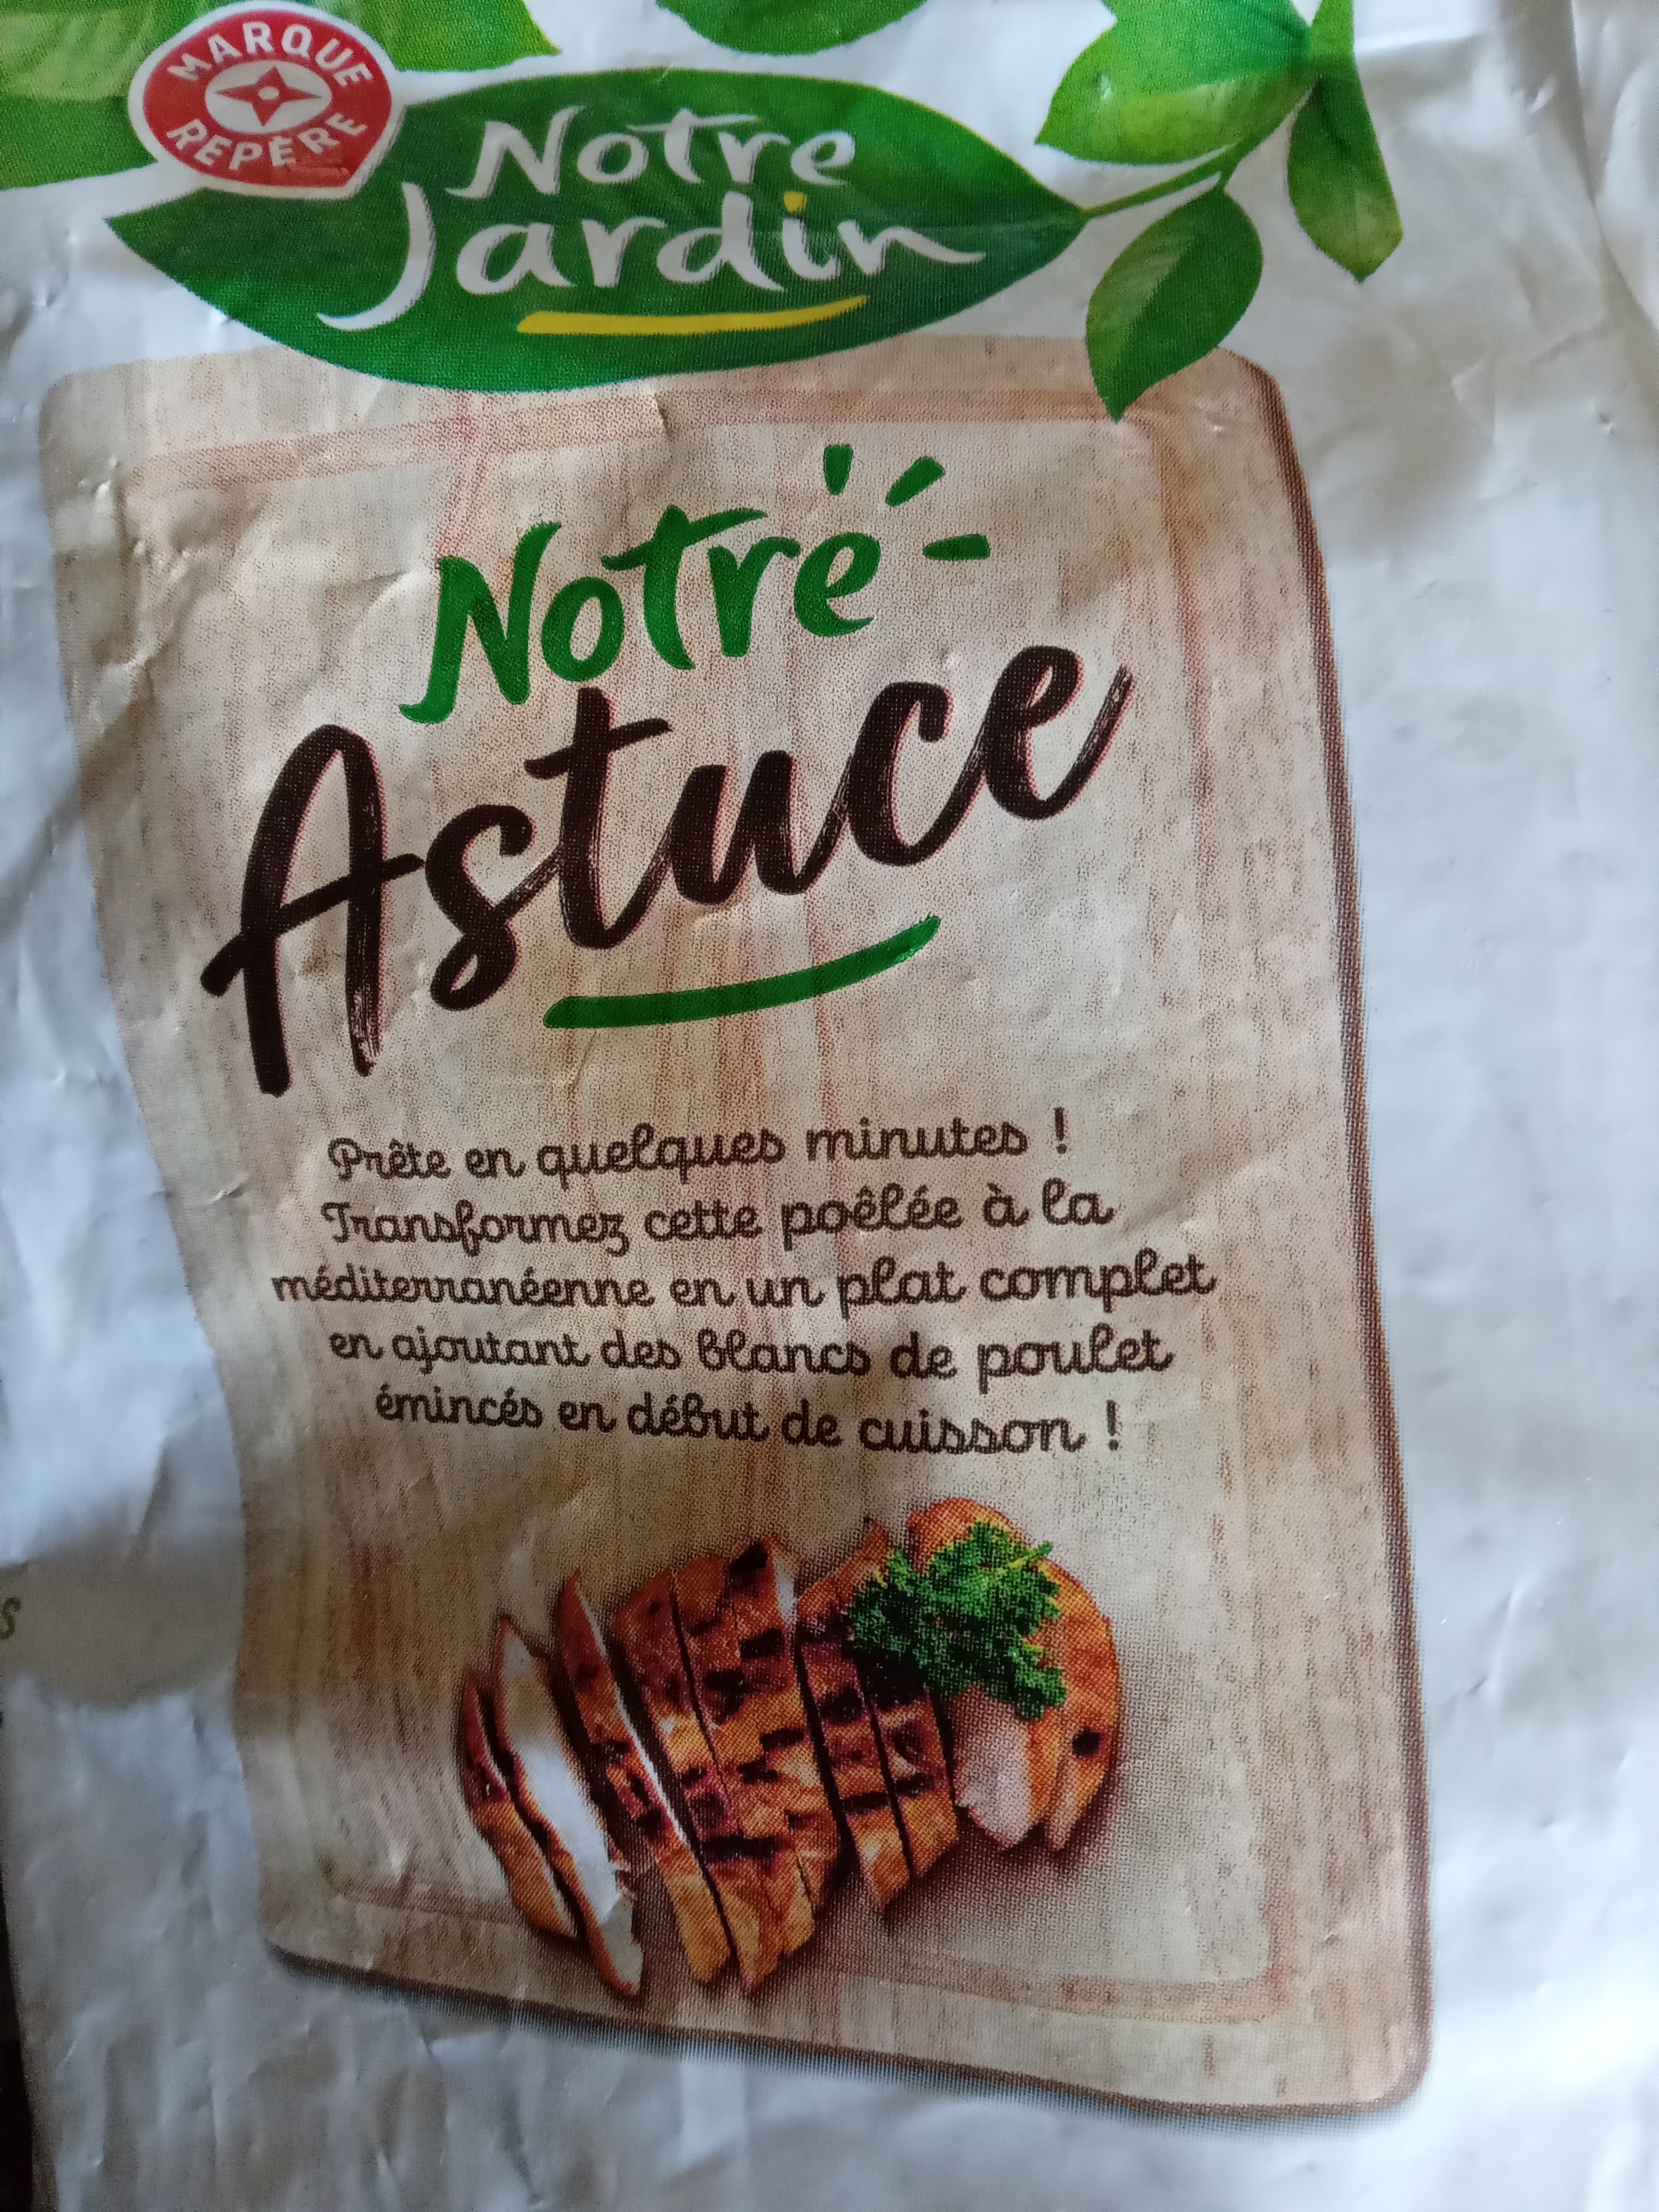 MARQUE
REPÈRE
Notre
Jardin
Notre
Astuce
Prête en quelques minutes !
Transformez cette poêlée à la
méditerranéenne en un plat complet
en ajoutant des blancs de poulet
émincés en début de cuisson !